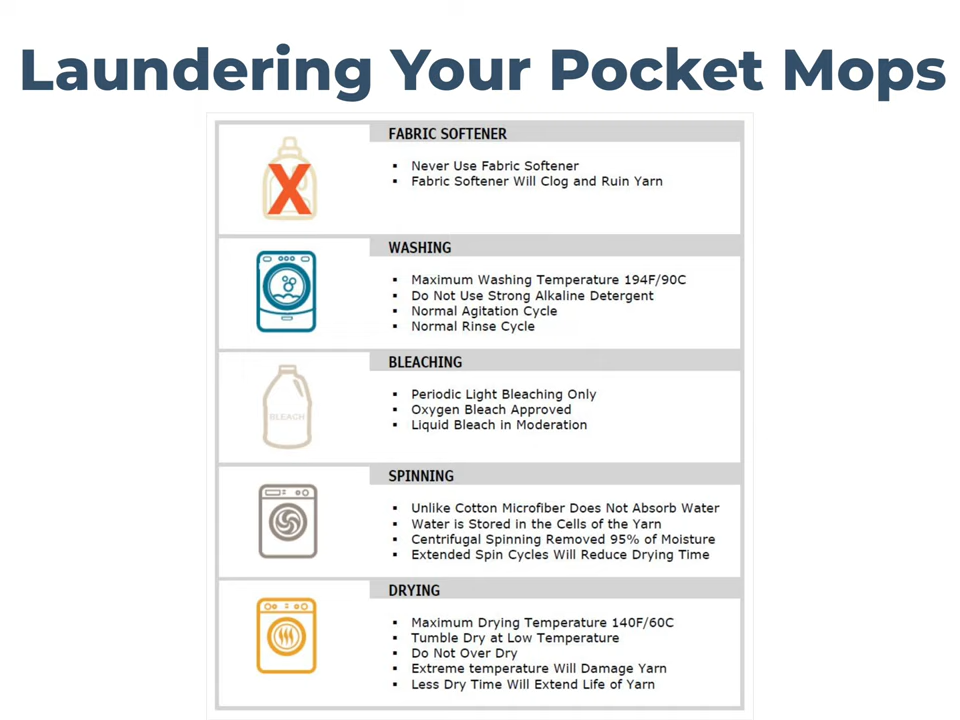 Laundering Your Pocket Mops
FABRIC SOFTENER
▪ Never Use Fabric Softener
▪ Fabric Softener Will Clog and Ruin Yarn
X
WASHING
▪ Maximum Washing Temperature 194F/90C
▪ Do Not Use Strong Alkaline Detergent
▪ Normal Agitation Cycle
▪ Normal Rinse Cycle
BLEACHING
▪ Periodic Light Bleaching Only
▪ Oxygen Bleach Approved
▪ Liquid Bleach in Moderation
BLEACH
SPINNING
▪ Unlike Cotton Microfiber Does Not Absorb Water
▪ Water is Stored in the Cells of the Yarn
▪ Centrifugal Spinning Removed 95% of Moisture
▪ Extended Spin Cycles Will Reduce Drying Time
DRYING
▪ Maximum Drying Temperature 140F/60C
▪ Tumble Dry at Low Temperature
▪ Do Not Over Dry
▪ Extreme temperature Will Damage Yarn
▪ Less Dry Time Will Extend Life of Yarn